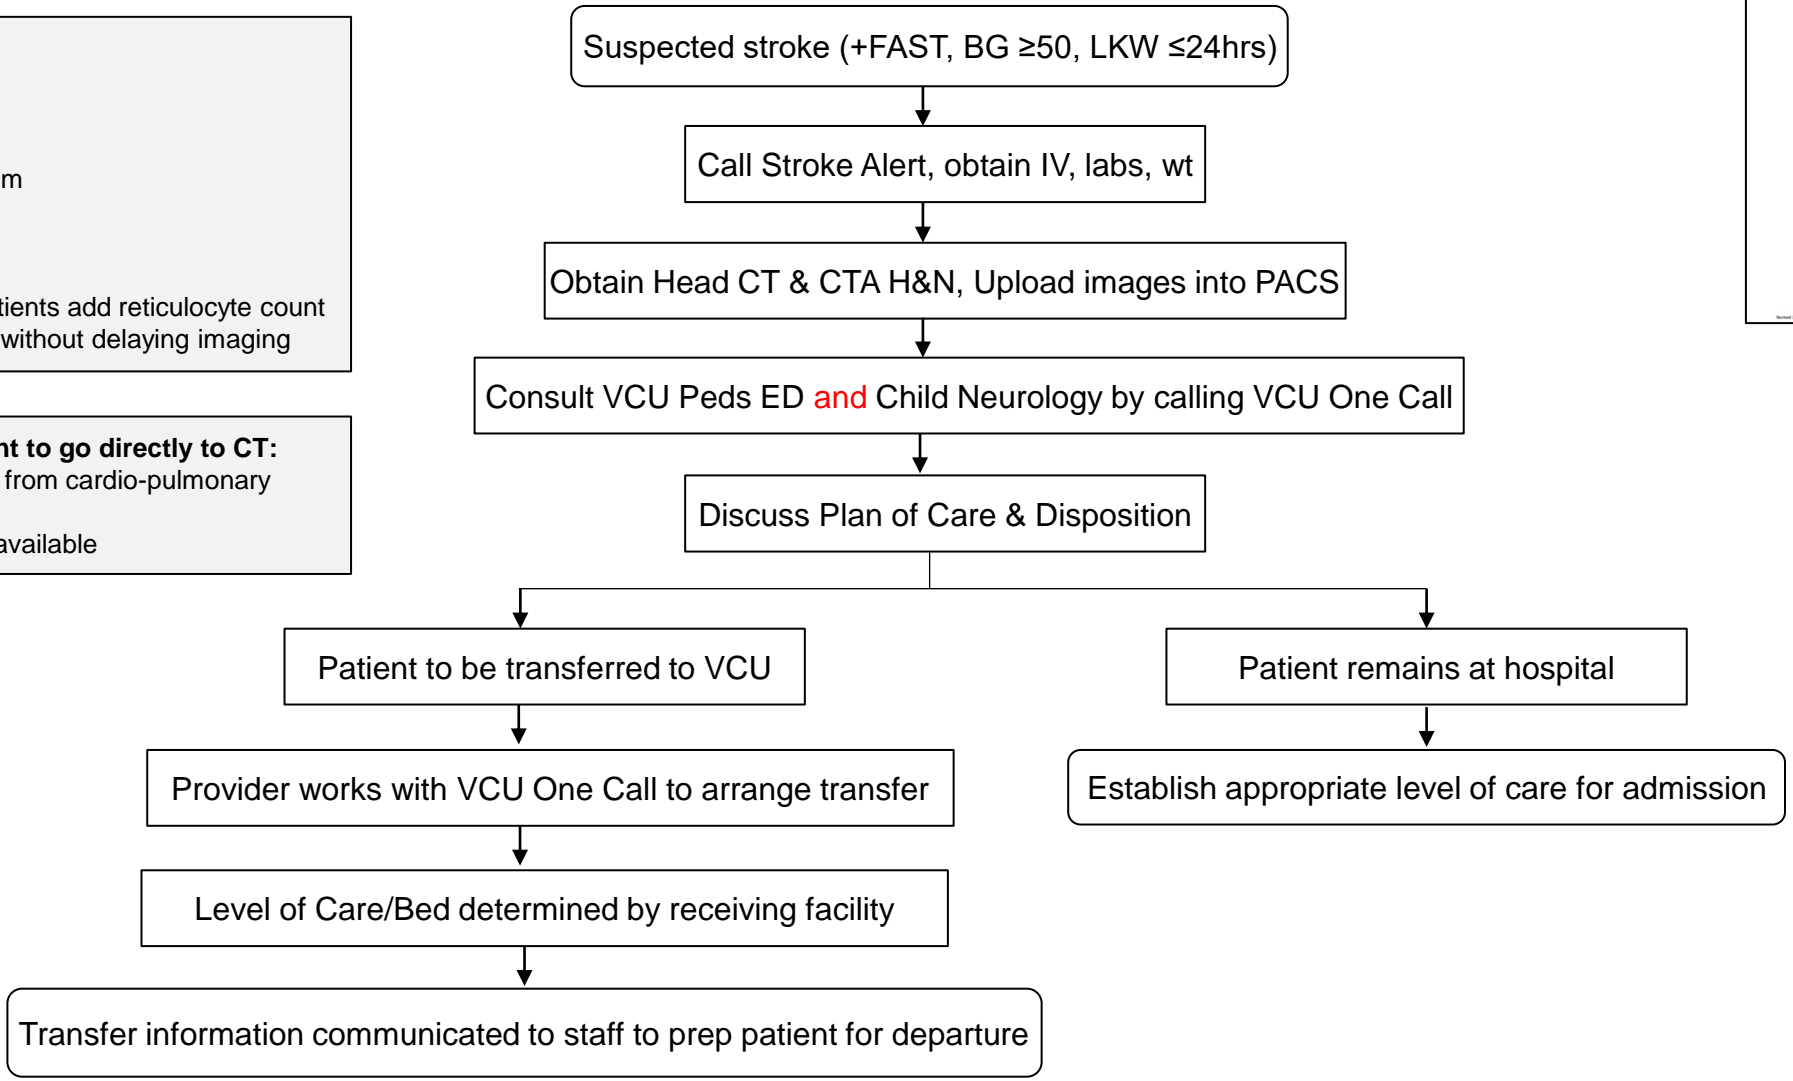 m
tients add reticulocyte count
without delaying imaging
nt to go directly to CT:
from cardio-pulmonary
available
Suspected stroke (+FAST, BG ≥50, LKW ≤24hrs)
Call Stroke Alert, obtain IV, labs, wt
Obtain Head CT & CTA H&N, Upload images into PACS
Consult VCU Peds ED and Child Neurology by calling VCU One Call
Discuss Plan of Care & Disposition
Patient to be transferred to VCU
Patient remains at hospital
Provider works with VCU One Call to arrange transfer
Establish appropriate level of care for admission
Level of Care/Bed determined by receiving facility
Transfer information communicated to staff to prep patient for departure